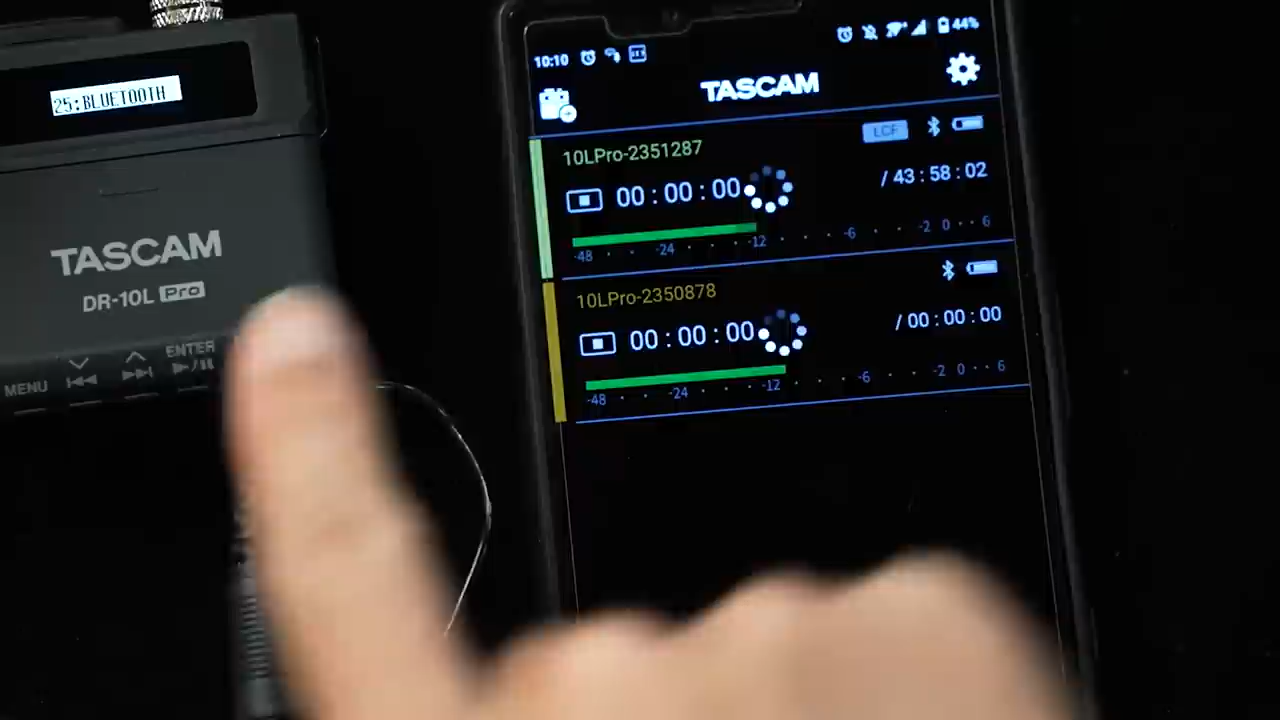 25:BLUETOOTH
TASCAM
DR-10L Pro
MENU
ENTER
10:10
44%
TASCAM
10LPro-2351287
LCF
00 : 00 : 00
/ 43 : 58 : 02
-48 -24 -12 -6 -2 0 6
10LPro-2350878
00 : 00 : 00
/ 00 : 00 : 00
-48 -24 -12 -6 -2 0 6